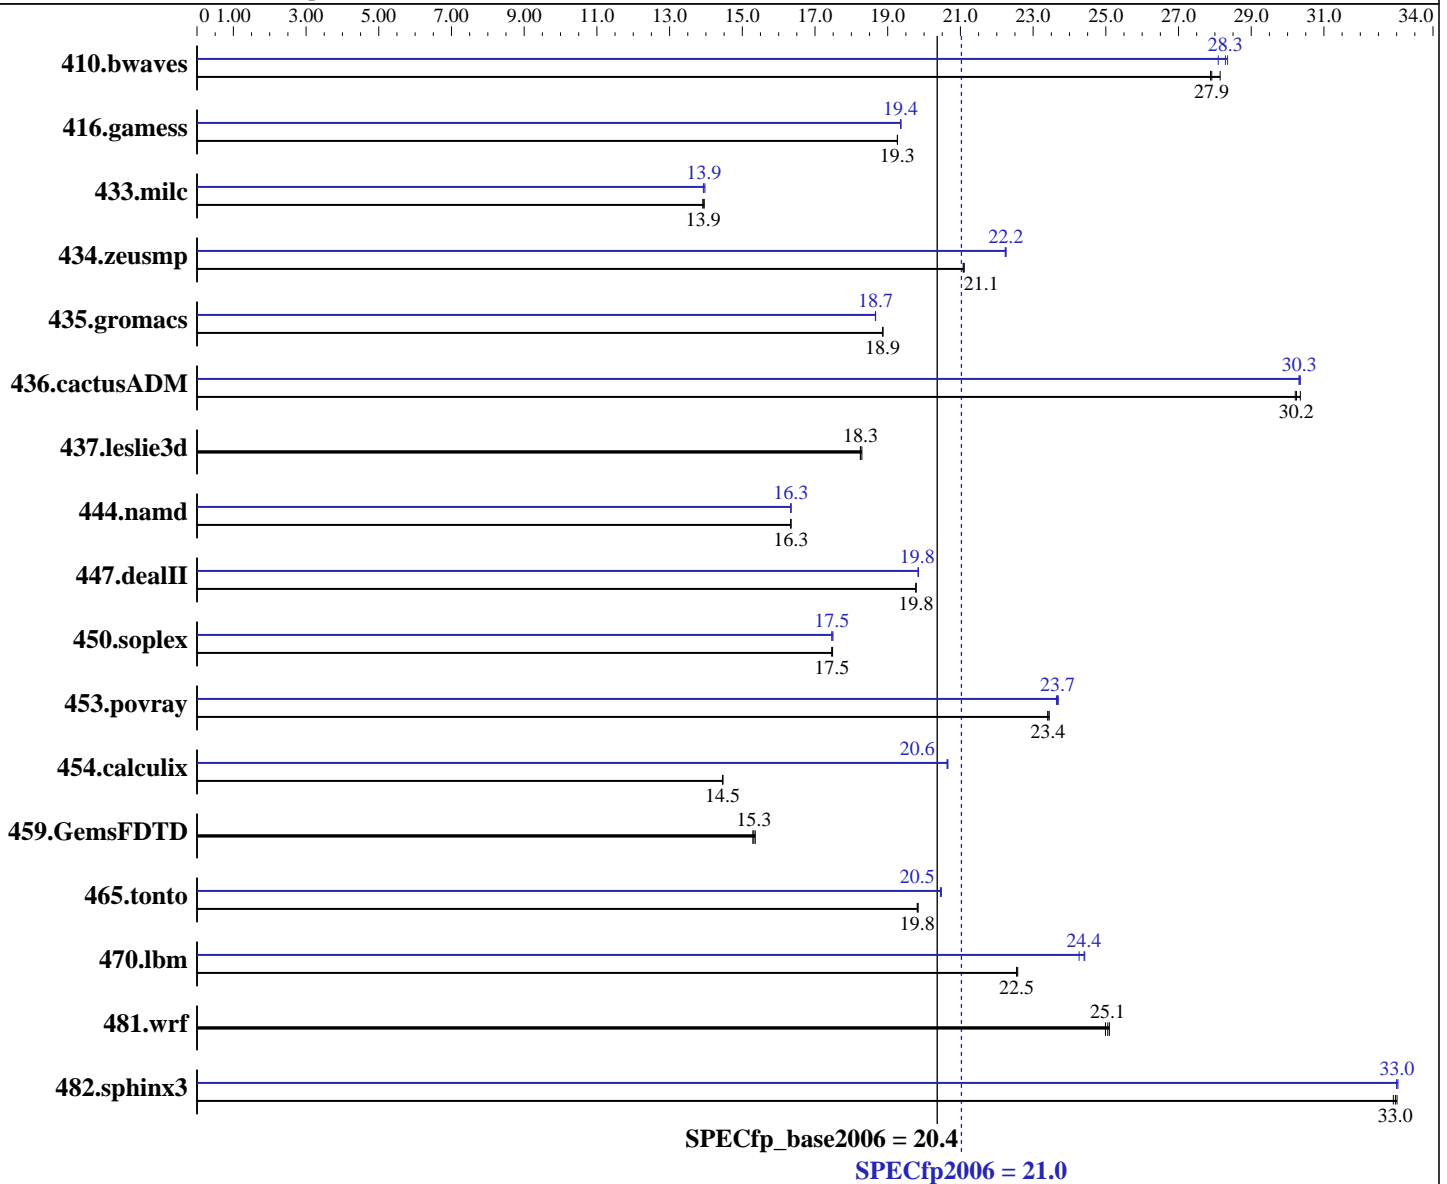 0 1.00 3.00 5.00 7.00 9.00 11.0 13.0 15.0 17.0 19.0 21.0 23.0 25.0 27.0 29.0 31.0 34.0
28.3
410.bwaves
27.9
19.4
416.gamess
19.3
13.9
433.milc
13.9
22.2
434.zeusmp
21.1
18.7
435.gromacs
18.9
30.3
436.cactusADM
30.2
18.3
437.leslie3d
16.3
444.namd
16.3
19.8
447.dealII
19.8
17.5
450.soplex
17.5
23.7
453.povray
23.4
20.6
454.calculix
14.5
15.3
459.GemsFDTD
20.5
465.tonto
19.8
24.4
470.lbm
22.5
25.1
481.wrf
33.0
482.sphinx3
33.0
SPECfp_base2006 = 20.4
SPECfp2006 = 21.0